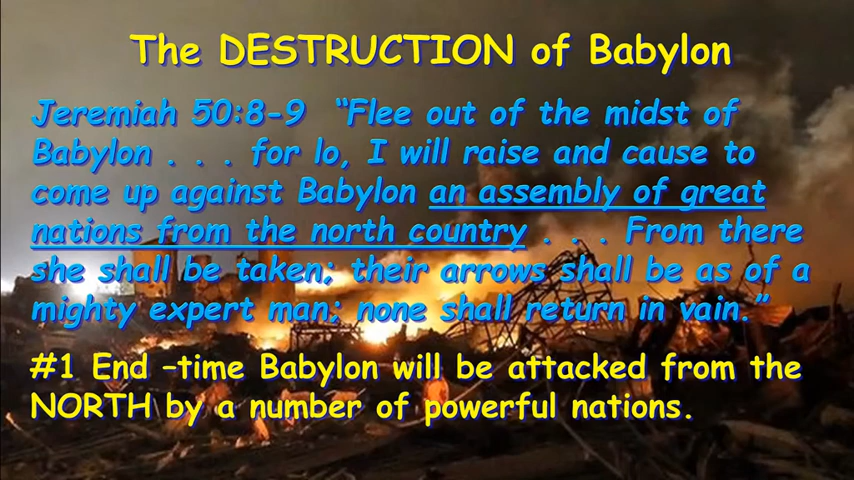 The DESTRUCTION of Babylon
Jeremiah 50:8-9 “Flee out of the midst of
Babylon . . . for lo, I will raise and cause to
come up against Babylon an assembly of great
nations from the north country . . . From there
she shall be taken; their arrows shall be as of a
mighty expert man; none shall return in vain.”
#1 End –time Babylon will be attacked from the
NORTH by a number of powerful nations.